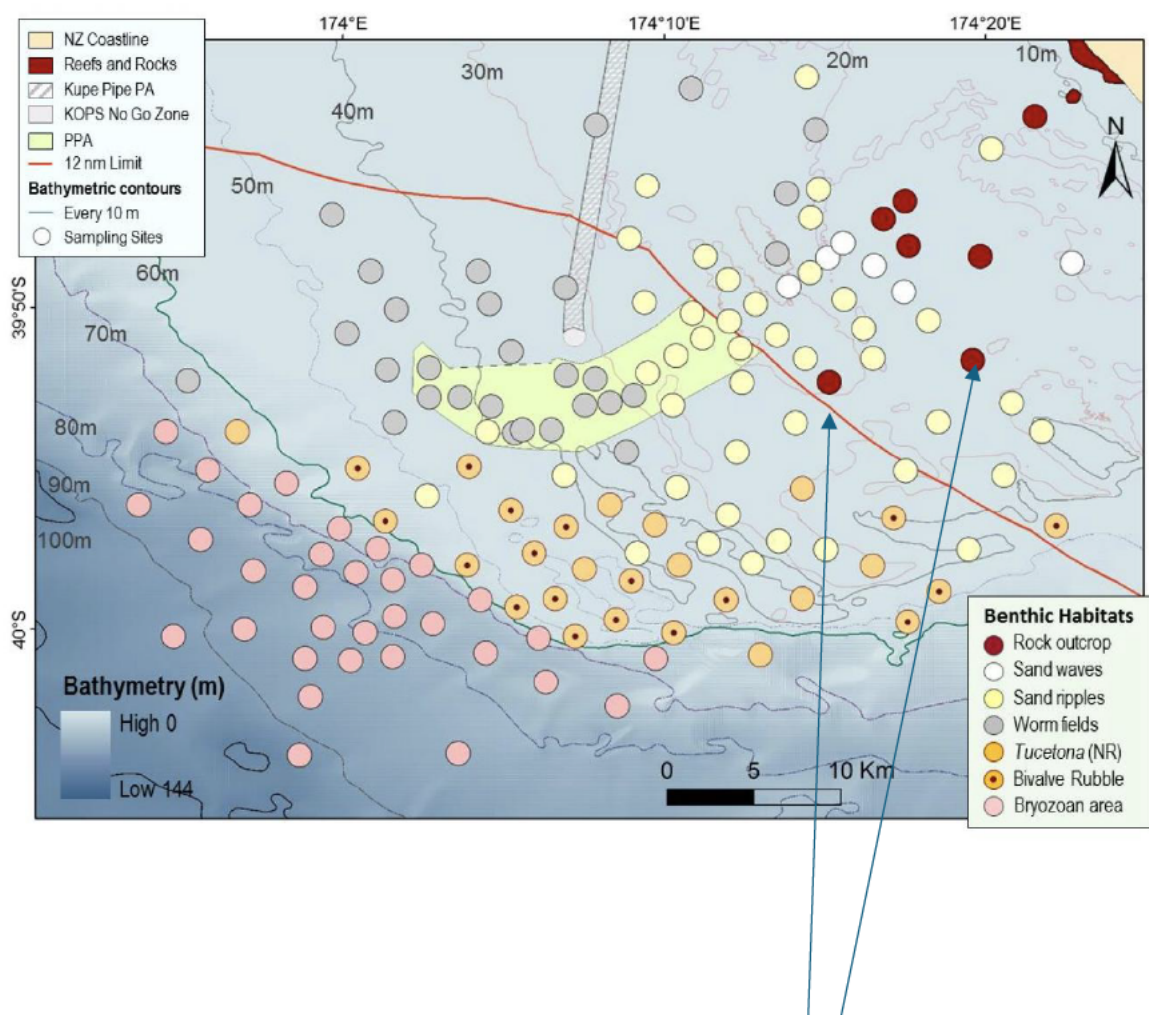 174°E
174°10'E
174°20'E
NZ Coastline
Reefs and Rocks
Kupe Pipe PA
KOPS No Go Zone
PPA
12 nm Limit
Bathymetric contours
Every 10 m
Sampling Sites
30m
20m
10m
40m
50m
60m
70m
80m
90m
100m
N
39°50'
40°S
Bathymetry (m)
High 0
Low 144
0 5 10 Km
Benthic Habitats
Rock outcrop
Sand waves
Sand ripples
Worm fields
Tucetona (NR)
Bivalve Rubble
Bryozoan area